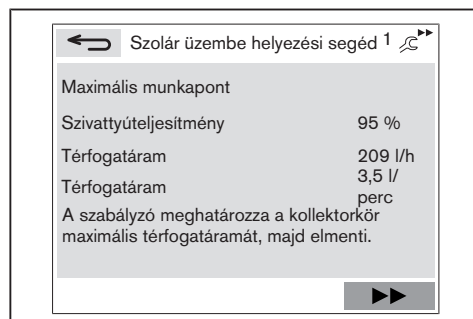 Szolár üzembe helyezési segéd 1
Maximális munkapont
Szivattyúteljesítmény 95 %
Térfogatáram 209 l/h
Térfogatáram 3,5 l/
perc
A szabályzó meghatározza a kollektorkör
maximális térfogatáramát, majd elmenti.